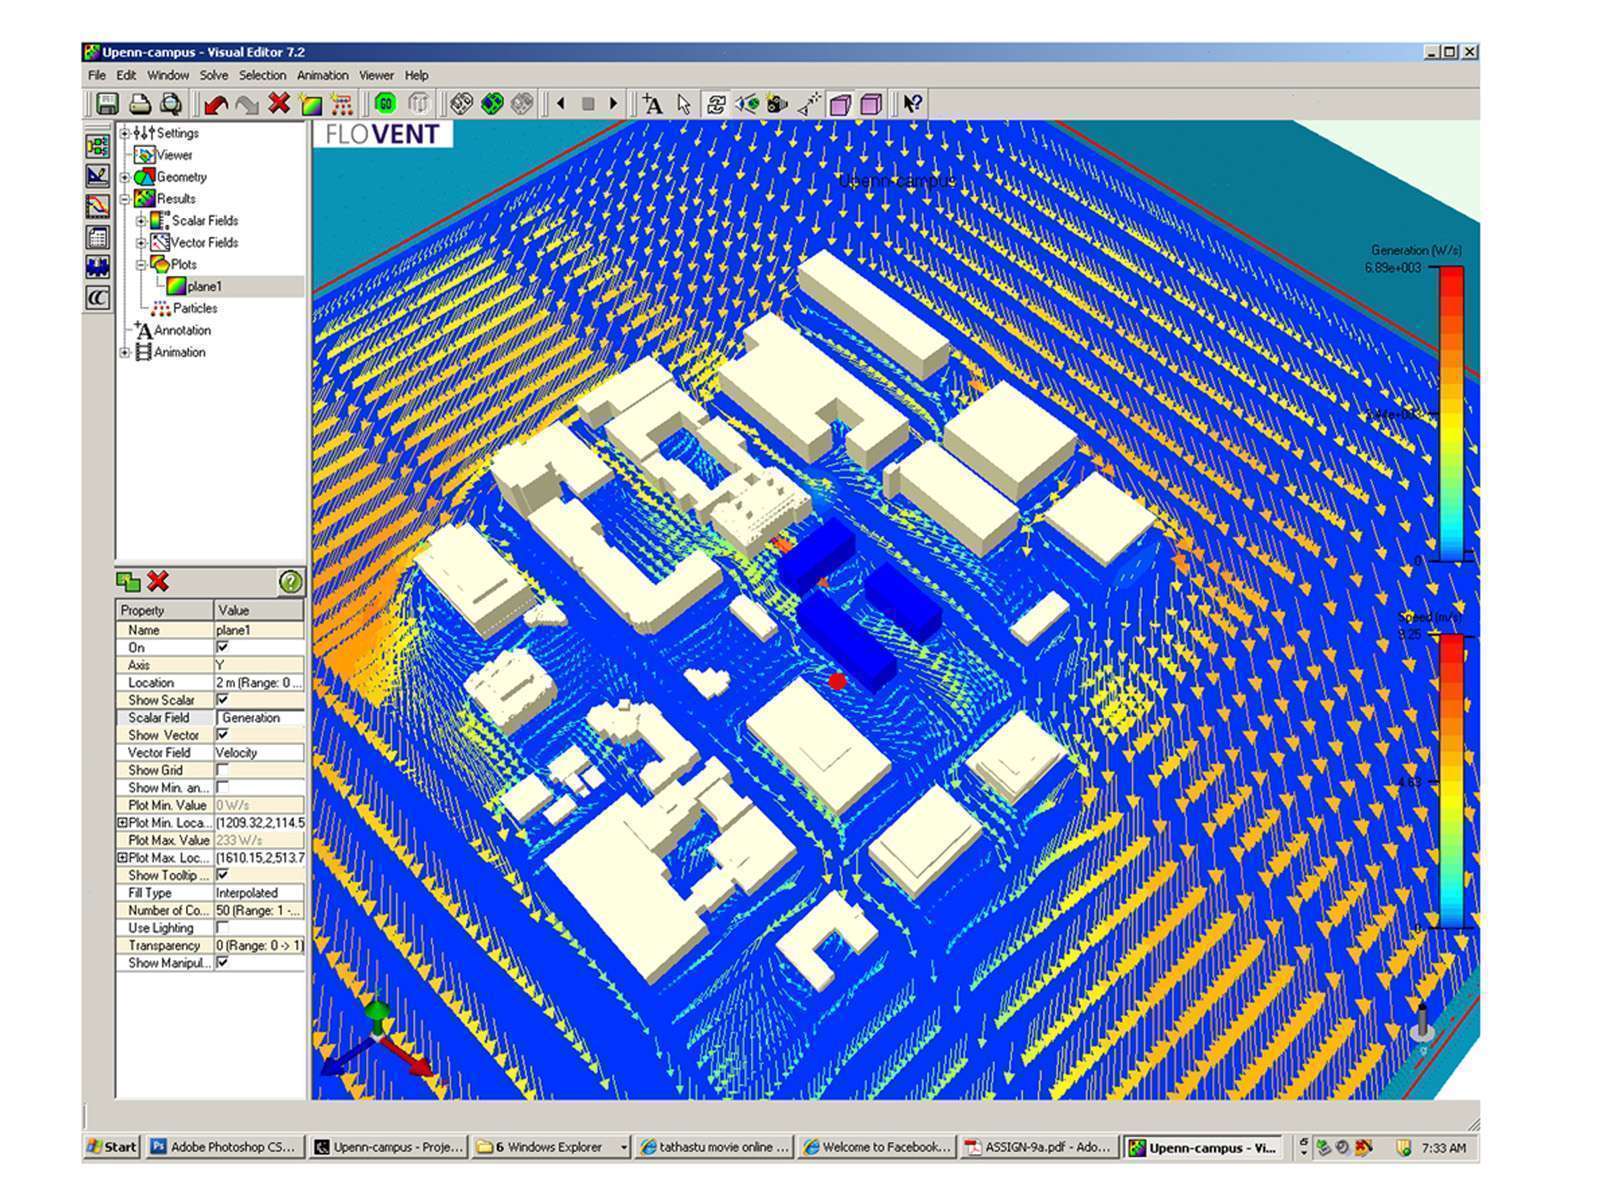 Upenn-campus - Visual Editor 7.2
File Edit Window Solve Selection Animation Viewer Help
FLOVENT
Settings
Viewer
Geometry
Results
Scalar Fields
Vector Fields
Plots
plane1
Particles
Annotation
Animation
Upenn-campus
Generation (W/s)
6.89e+003
0
Speed (m/s)
9.25
4.63
0
Property Value
Name plane1
On
Axis Y
Location 2 m (Range: 0 ...
Show Scalar
Scalar Field Generation
Show Vector
Vector Field Velocity
Show Grid
Show Min. an...
Plot Min. Value 0 W/s
Plot Min. Loca... (1209.32,2,114.5
Plot Max. Value 233 W/s
Plot Max. Loc... (1610.15,2,513.7
Show Tooltip ...
Fill Type Interpolated
Number of Co... 50 (Range: 1 -...
Use Lighting
Transparency 0 (Range: 0 -> 1)
Show Manipul...
Start Adobe Photoshop CS... Upenn-campus - Proje... 6 Windows Explorer tathastu movie online ... Welcome to Facebook... ASSIGN-9a.pdf - Ado... Upenn-campus - Vi... 7:33 AM